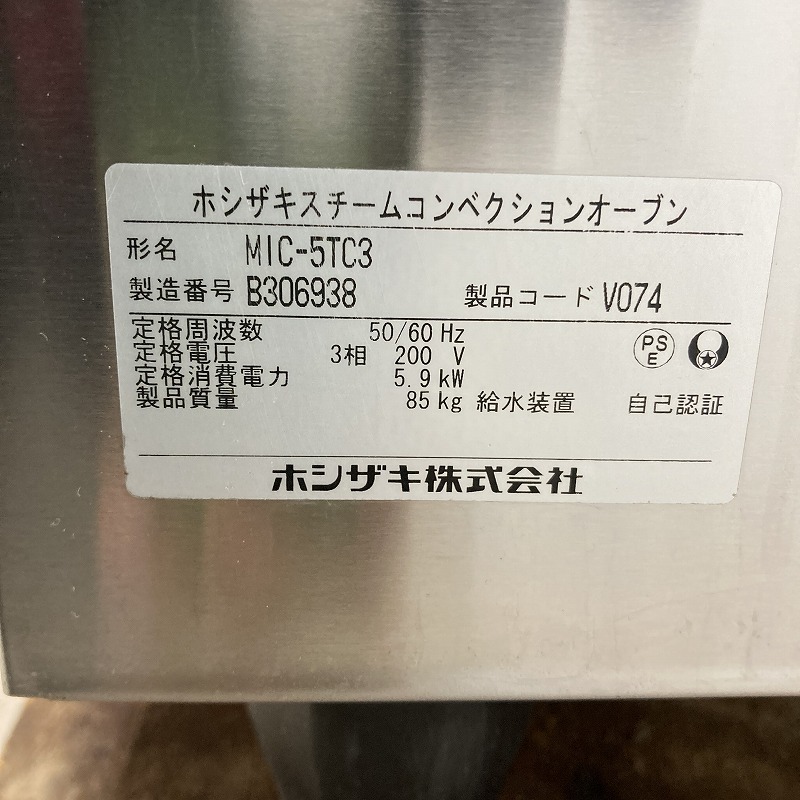 ホシザキスチームコンベクションオーブン
形名 MIC-5TC3
製造番号 B306938 製品コード V074
定格周波数 50/60 Hz
定格電圧 3相 200 V
定格消費電力 5.9 kW
製品質量 85 kg 給水装置 自己認証
PS
E
ホシザキ株式会社